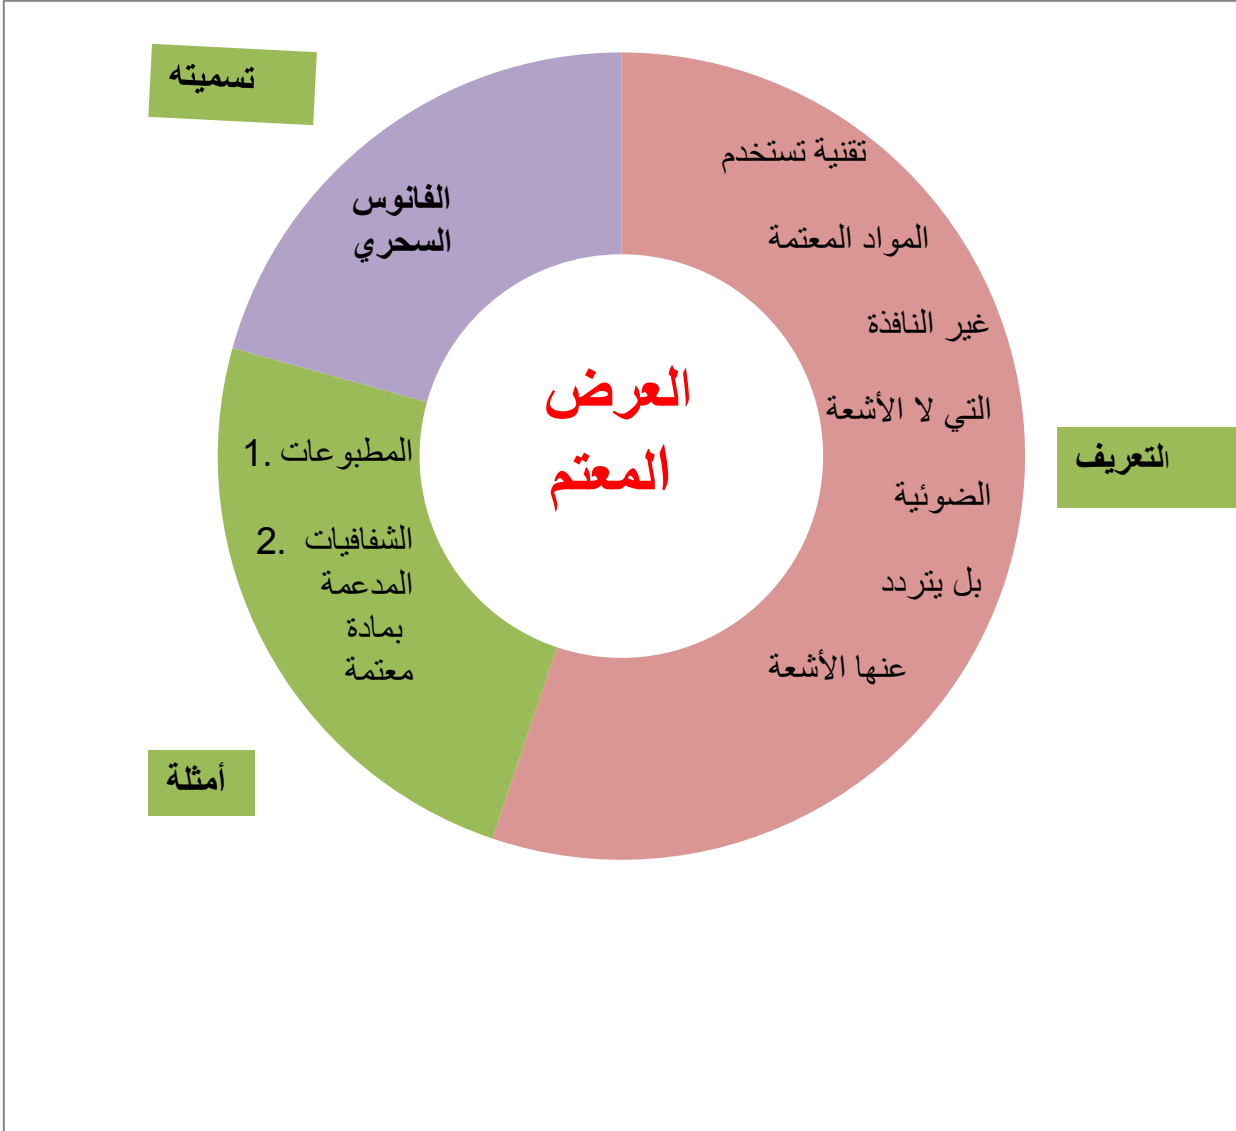 تسميته
الفانوس
السحري
العرض
المعتم
التعريف
تقنية تستخدم
المواد المعتمة
غير النافذة
التي لا الأشعة
الضوئية
بل يتردد
عنها الأشعة
1. المطبوعات
2. الشفافيات
المدعمة
بمادة
معتمة
أمثلة